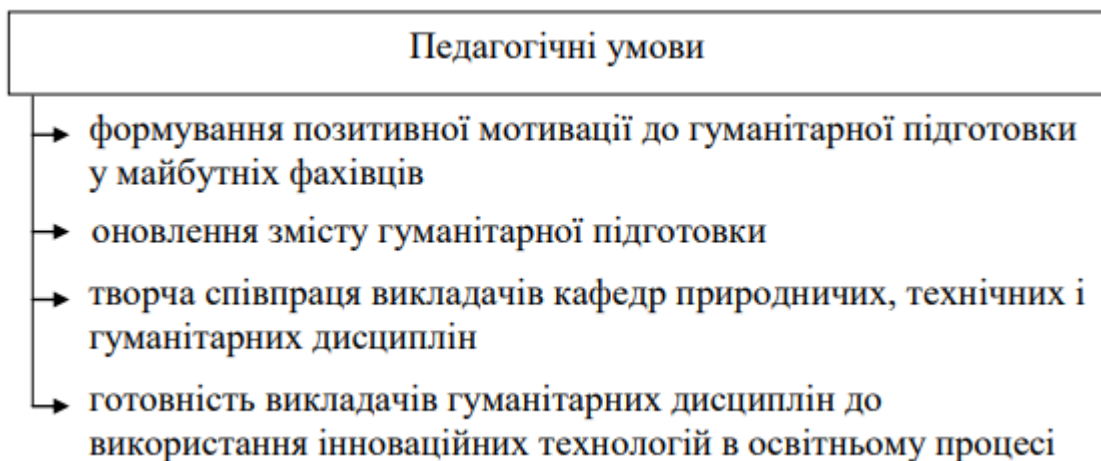 Педагогічні умови
формування позитивної мотивації до гуманітарної підготовки
у майбутніх фахівців
оновлення змісту гуманітарної підготовки
творча співпраця викладачів кафедр природничих, технічних і
гуманітарних дисциплін
готовність викладачів гуманітарних дисциплін до
використання інноваційних технологій в освітньому процесі